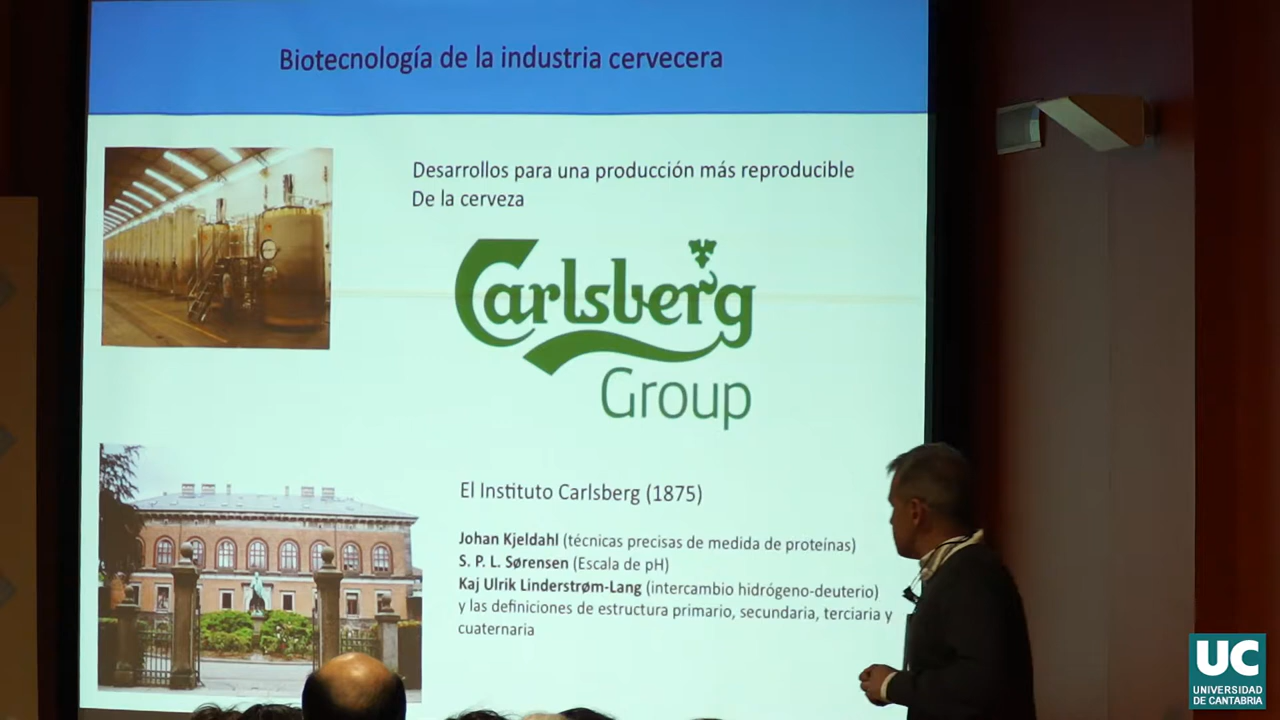 Biotecnología de la industria cervecera
Desarrollos para una producción más reproducible
De la cerveza
Carlsberg
Group
El Instituto Carlsberg (1875)
Johan Kjeldahl (técnicas precisas de medida de proteínas)
S. P. L. Sørensen (Escala de pH)
Kaj Ulrik Linderstrøm-Lang (intercambio hidrógeno-deuterio)
y las definiciones de estructura primario, secundaria, terciaria y
cuaternaria
UC
UNIVERSIDAD
DE CANTABRIA